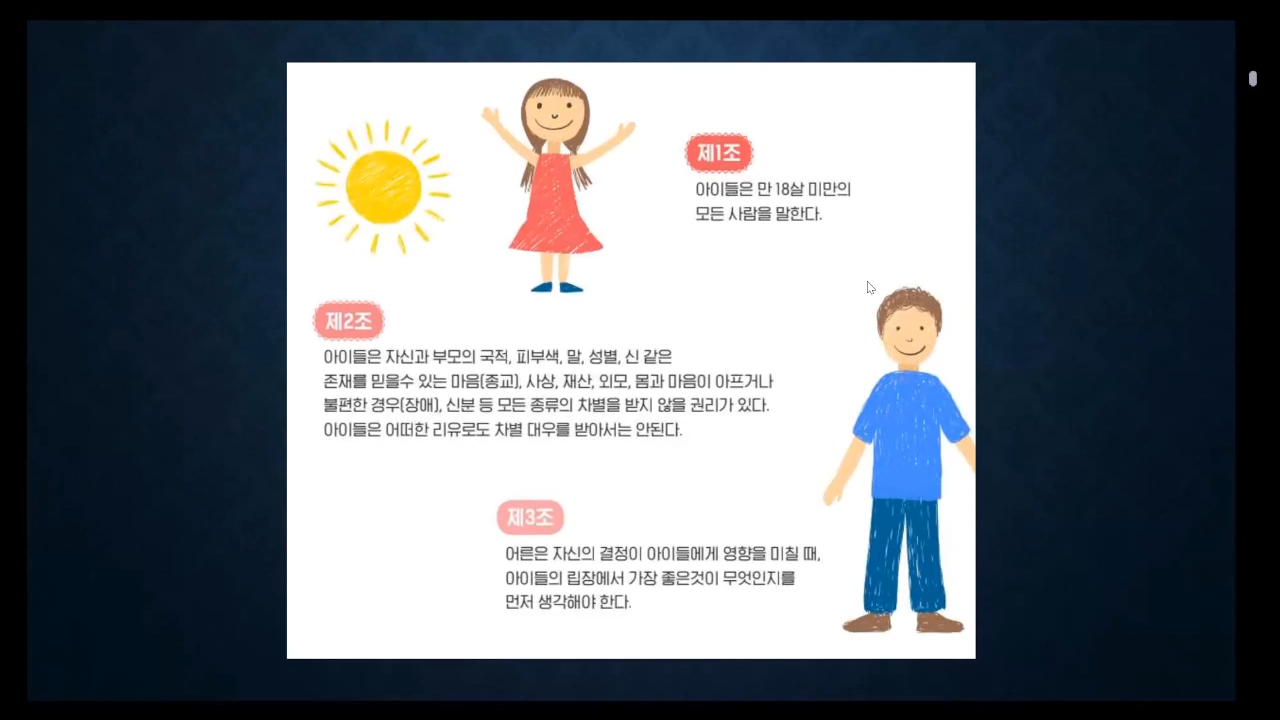 제1조
아이들은 만 18살 미만의
모든 사람을 말한다.
제2조
아이들은 자신과 부모의 국적, 피부색, 말, 성별, 신 같은
존재를 믿을수 있는 마음(종교), 사상, 재산, 외모, 몸과 마음이 아프거나
불편한 경우(장애), 신분 등 모든 종류의 차별을 받지 않을 권리가 있다.
아이들은 어떠한 리유로도 차별 대우를 받아서는 안된다.
제3조
어른은 자신의 결정이 아이들에게 영향을 미칠 때,
아이들의 립장에서 가장 좋은것이 무엇인지를
먼저 생각해야 한다.